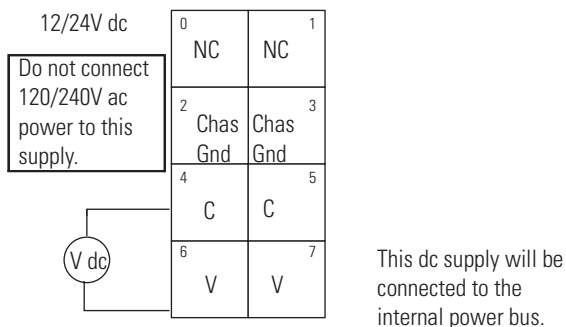 12/24V dc
Do not connect
120/240V ac
power to this
supply.
0 1
NC NC
2 3
Chas Chas
Gnd Gnd
4 5
C C
V dc
6 7
V V
This dc supply will be
connected to the
internal power bus.